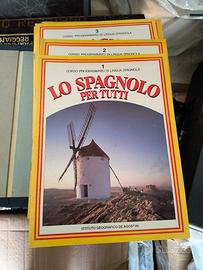 3
CORSO PROGRAMMATO DI LINGUA SPAGNOLA
2
CORSO PROGRAMMATO DI LINGUA SPAGNOLA
1
CORSO PROGRAMMATO DI LINGUA SPAGNOLA
LO SPAGNOLO
PER TUTTI
ISTITUTO GEOGRAFICO DE AGOSTINI
REGGIAN